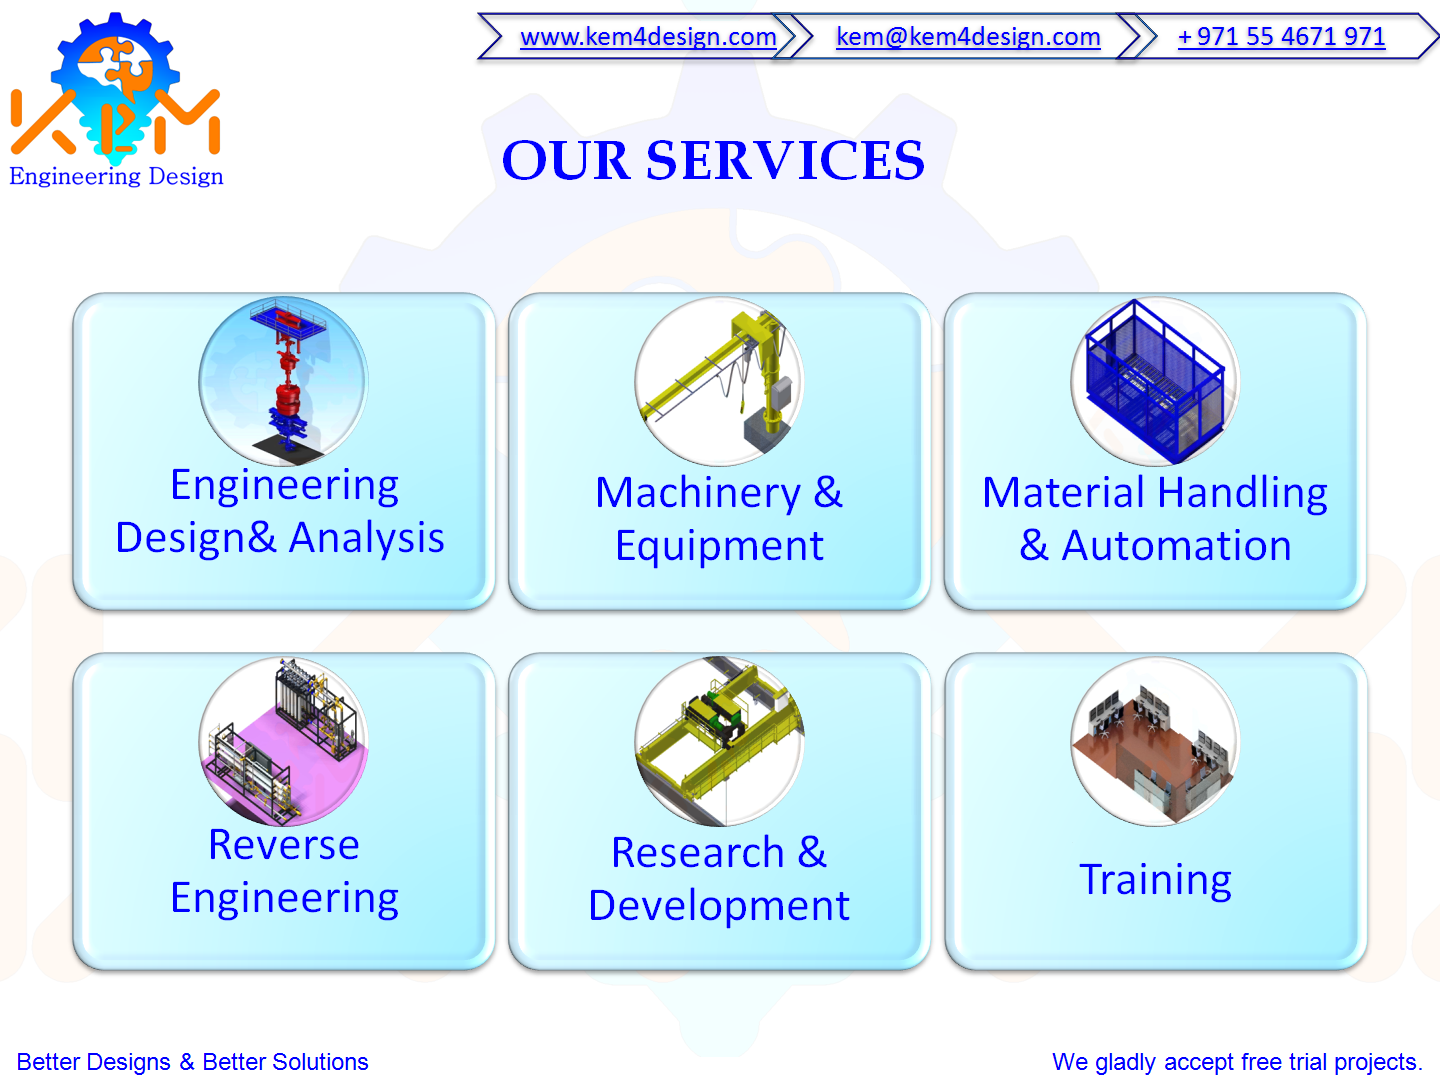 www.kem4design.com
kem@kem4design.com
+ 971 55 4671 971
KEM
Engineering Design
OUR SERVICES
Engineering
Design& Analysis
Machinery &
Equipment
Material Handling
& Automation
Reverse
Engineering
Research &
Development
Training
Better Designs & Better Solutions
We gladly accept free trial projects.